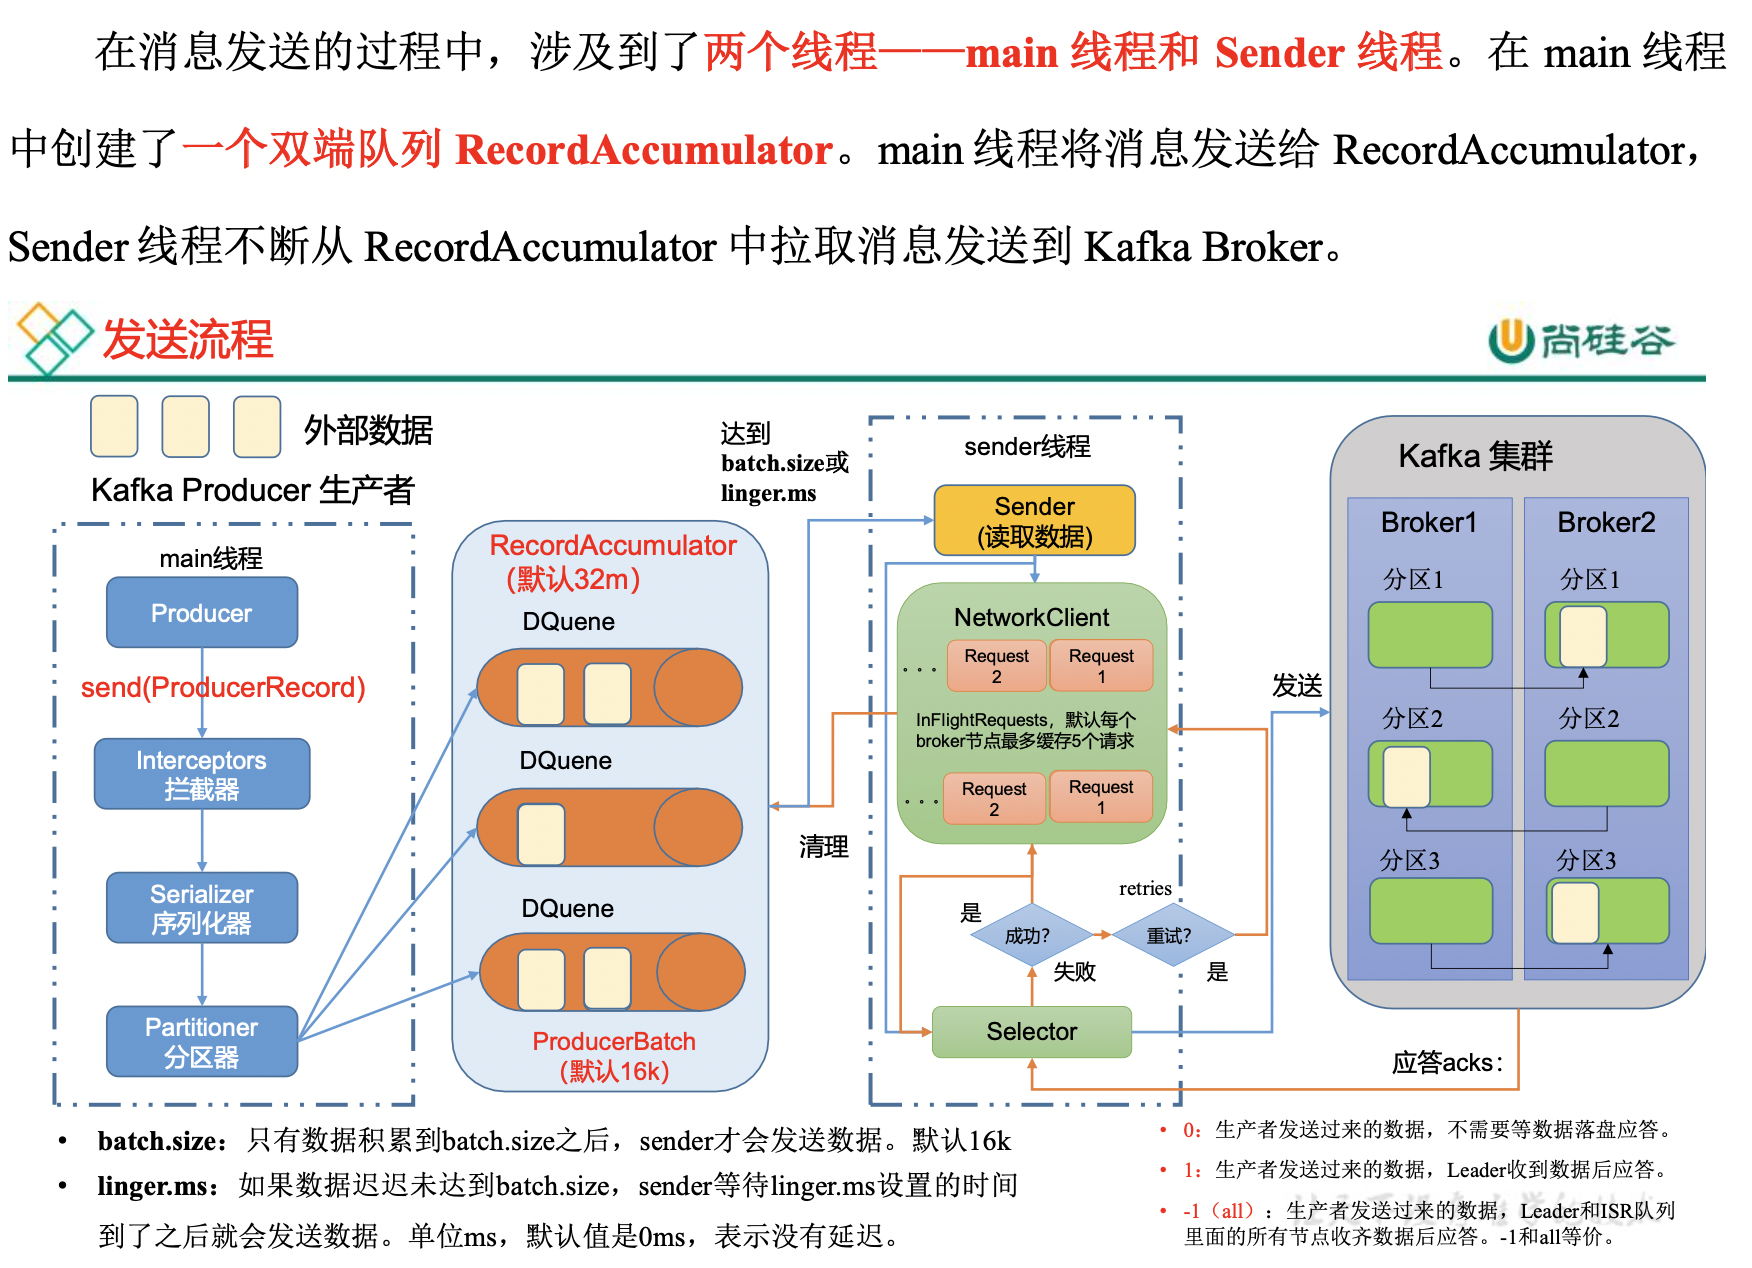 在消息发送的过程中，涉及到了两个线程——main 线程和 Sender 线程。在 main 线程
中创建了一个双端队列 RecordAccumulator。main 线程将消息发送给 RecordAccumulator，
Sender 线程不断从 RecordAccumulator 中拉取消息发送到 Kafka Broker。
发送流程
尚硅谷
外部数据
Kafka Producer 生产者
main线程
Producer
send(ProducerRecord)
Interceptors
拦截器
Serializer
序列化器
Partitioner
分区器
RecordAccumulator
（默认32m）
DQuene
DQuene
DQuene
ProducerBatch
（默认16k）
达到
batch.size或
linger.ms
清理
sender线程
Sender
(读取数据)
NetworkClient
. . .
Request
2
Request
1
InFlightRequests，默认每个
broker节点最多缓存5个请求
. . .
Request
2
Request
1
是
成功?
失败
retries
重试?
是
Selector
发送
Kafka 集群
Broker1
分区1
分区2
分区3
Broker2
分区1
分区2
分区3
应答acks：
• batch.size：只有数据积累到batch.size之后，sender才会发送数据。默认16k
• linger.ms：如果数据迟迟未达到batch.size，sender等待linger.ms设置的时间
到了之后就会发送数据。单位ms，默认值是0ms，表示没有延迟。
• 0：生产者发送过来的数据，不需要等数据落盘应答。
• 1：生产者发送过来的数据，Leader收到数据后应答。
• -1（all）：生产者发送过来的数据，Leader和ISR队列
里面的所有节点收齐数据后应答。-1和all等价。